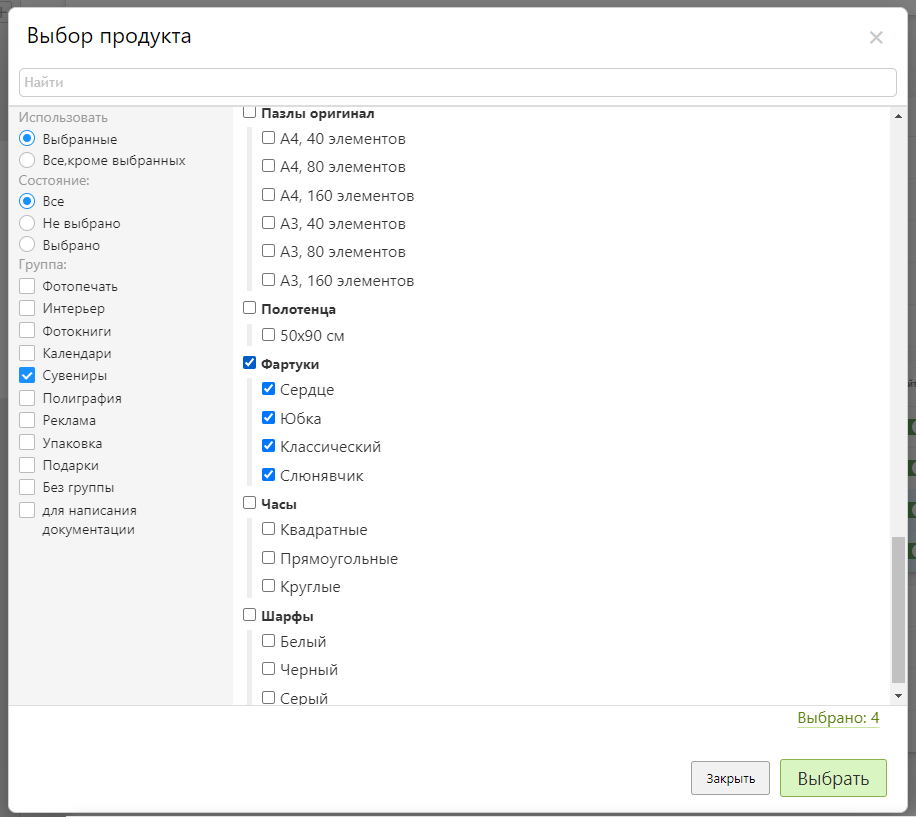 Выбор продукта
Найти
Использовать
Выбранные
Все,кроме выбранных
Состояние:
Все
Не выбрано
Выбрано
Группа:
Фотопечать
Интерьер
Фотокниги
Календари
Сувениры
Полиграфия
Реклама
Упаковка
Подарки
Без группы
для написания
документации
Пазлы оригинал
А4, 40 элементов
А4, 80 элементов
А4, 160 элементов
А3, 40 элементов
А3, 80 элементов
А3, 160 элементов
Полотенца
50х90 см
Фартуки
Сердце
Юбка
Классический
Слюнявчик
Часы
Квадратные
Прямоугольные
Круглые
Шарфы
Белый
Черный
Серый
Выбрано: 4
Закрыть
Выбрать